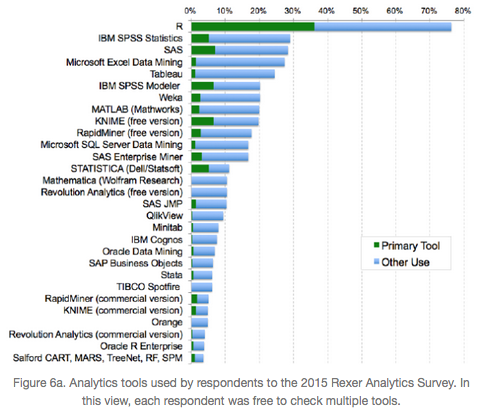 0% 10% 20% 30% 40% 50% 60% 70% 80%
R
IBM SPSS Statistics
SAS
Microsoft Excel Data Mining
Tableau
IBM SPSS Modeler
Weka
MATLAB (Mathworks)
KNIME (free version)
RapidMiner (free version)
Microsoft SQL Server Data Mining
SAS Enterprise Miner
STATISTICA (Dell/Statsoft)
Mathematica (Wolfram Research)
Revolution Analytics (free version)
SAS JMP
QlikView
Minitab
IBM Cognos
Oracle Data Mining
SAP Business Objects
Stata
TIBCO Spotfire
RapidMiner (commercial version)
KNIME (commercial version)
Orange
Revolution Analytics (commercial version)
Oracle R Enterprise
Salford CART, MARS, TreeNet, RF, SPM
Primary Tool
Other Use
Figure 6a. Analytics tools used by respondents to the 2015 Rexer Analytics Survey. In
this view, each respondent was free to check multiple tools.